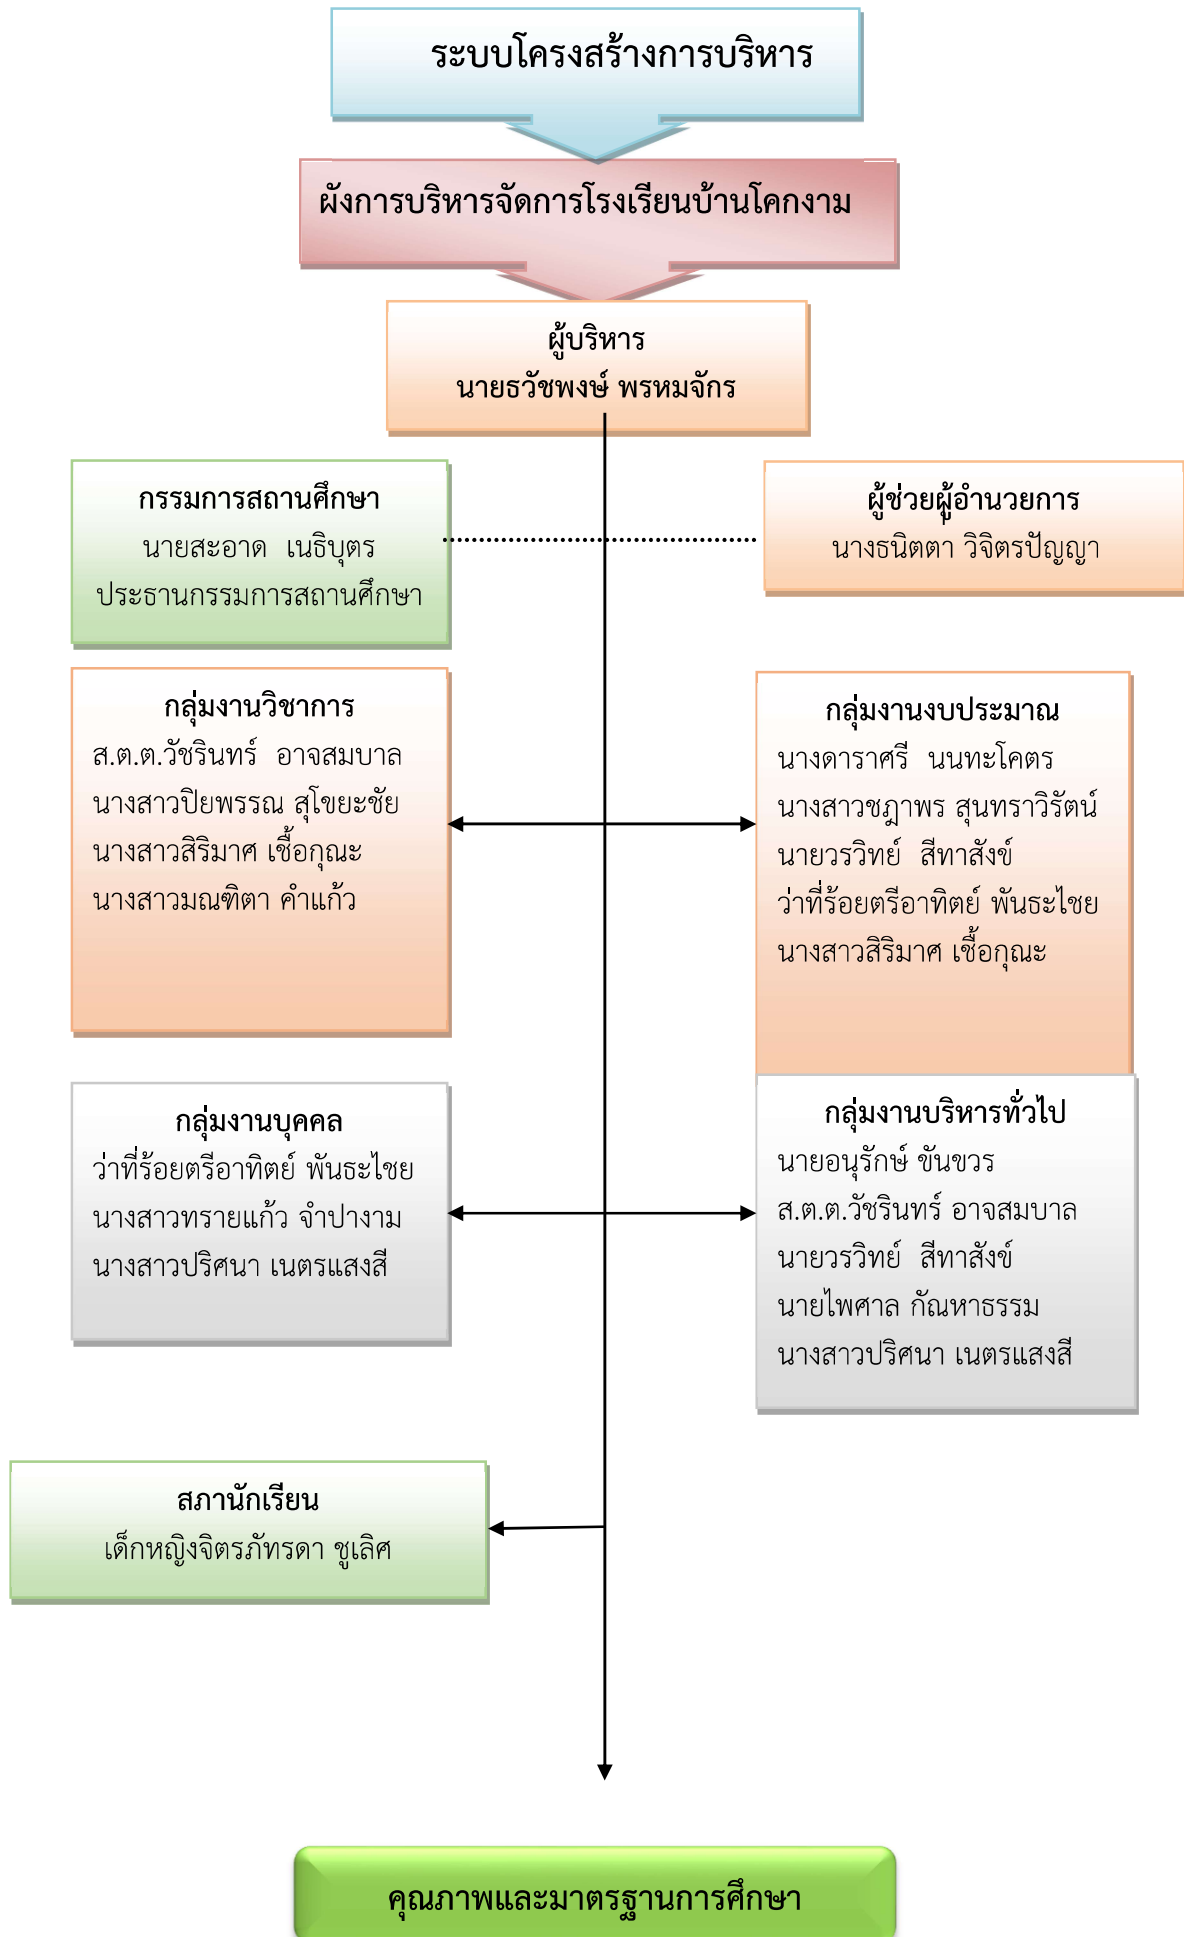 ระบบโครงสร้างการบริหาร
ผังการบริหารจัดการโรงเรียนบ้านโคกงาม
ผู้บริหาร
นายธวัชพงษ์ พรหมจักร
กรรมการสถานศึกษา
นายสะอาด เนธิบุตร
ประธานกรรมการสถานศึกษา
ผู้ช่วยผู้อำนวยการ
นางธนิตตา วิจิตรปัญญา
กลุ่มงานวิชาการ
ส.ต.ต.วัชรินทร์ อาจสมบาล
นางสาวปิยพรรณ สุโขยะชัย
นางสาวสิริมาศ เชื้อกุณะ
นางสาวมณฑิตา คำแก้ว
กลุ่มงานงบประมาณ
นางดาราศรี นนทะโคตร
นางสาวชฎาพร สุนทราวิรัตน์
นายวรวิทย์ สีทาสังข์
ว่าที่ร้อยตรีอาทิตย์ พันธะไชย
นางสาวสิริมาศ เชื้อกุณะ
กลุ่มงานบุคคล
ว่าที่ร้อยตรีอาทิตย์ พันธะไชย
นางสาวทรายแก้ว จำปางาม
นางสาวปริศนา เนตรแสงสี
กลุ่มงานบริหารทั่วไป
นายอนุรักษ์ ขันขวร
ส.ต.ต.วัชรินทร์ อาจสมบาล
นายวรวิทย์ สีทาสังข์
นายไพศาล กัณหาธรรม
นางสาวปริศนา เนตรแสงสี
สภานักเรียน
เด็กหญิงจิตรภัทรดา ชูเลิศ
คุณภาพและมาตรฐานการศึกษา